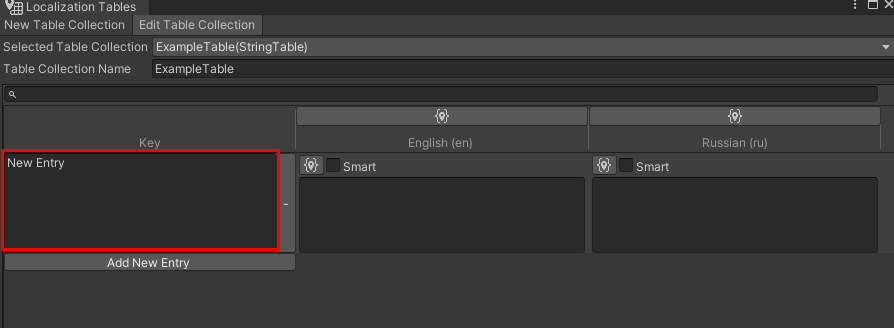 Localization Tables
New Table Collection Edit Table Collection
Selected Table Collection ExampleTable(StringTable)
Table Collection Name ExampleTable
Key English (en) Russian (ru)
New Entry - Smart Smart
Add New Entry